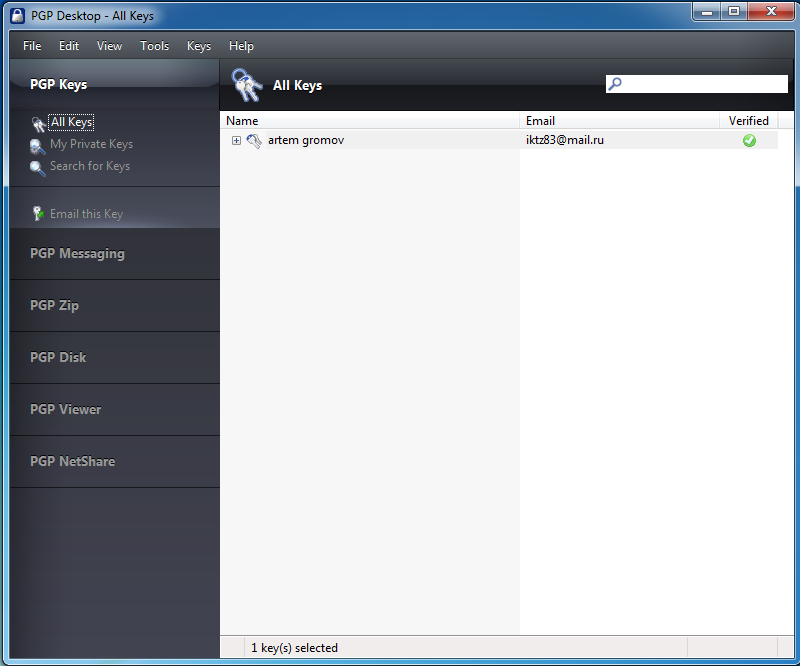 PGP Desktop - All Keys
File Edit View Tools Keys Help
PGP Keys
All Keys
My Private Keys
Search for Keys
Email this Key
PGP Messaging
PGP Zip
PGP Disk
PGP Viewer
PGP NetShare
All Keys
Name Email Verified
artem gromov iktz83@mail.ru
1 key(s) selected